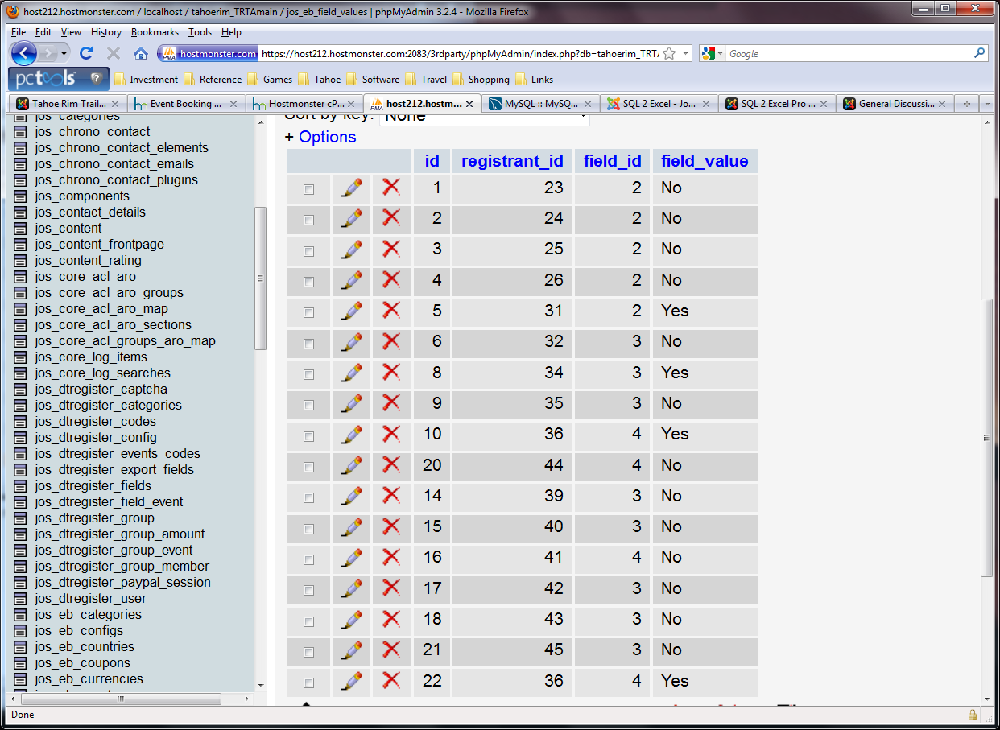 host212.hostmonster.com / localhost / tahoerim_TRTAmain / jos_eb_field_values | phpMyAdmin 3.2.4 - Mozilla Firefox
File Edit View History Bookmarks Tools Help
PMA hostmonster.com https://host212.hostmonster.com:2083/3rdparty/phpMyAdmin/index.php?db=tahoerim_TRTA Google
pctools Investment Reference Games Tahoe Software Travel Shopping Links
Tahoe Rim Trail... Event Booking ... Hostmonster cP... PMA host212.hostm... MySQL :: MySQ... SQL 2 Excel - Jo... SQL 2 Excel Pro ... General Discussi...
jos_categories
jos_chrono_contact
jos_chrono_contact_elements
jos_chrono_contact_emails
jos_chrono_contact_plugins
jos_components
jos_contact_details
jos_content
jos_content_frontpage
jos_content_rating
jos_core_acl_aro
jos_core_acl_aro_groups
jos_core_acl_aro_map
jos_core_acl_aro_sections
jos_core_acl_groups_aro_map
jos_core_log_items
jos_core_log_searches
jos_dtregister_captcha
jos_dtregister_categories
jos_dtregister_codes
jos_dtregister_config
jos_dtregister_events_codes
jos_dtregister_export_fields
jos_dtregister_fields
jos_dtregister_field_event
jos_dtregister_group
jos_dtregister_group_amount
jos_dtregister_group_event
jos_dtregister_group_member
jos_dtregister_paypal_session
jos_dtregister_user
jos_eb_categories
jos_eb_configs
jos_eb_countries
jos_eb_coupons
jos_eb_currencies
Sort by key: None
+ Options
id registrant_id field_id field_value
1 23 2 No
2 24 2 No
3 25 2 No
4 26 2 No
5 31 2 Yes
6 32 3 No
8 34 3 Yes
9 35 3 No
10 36 4 Yes
20 44 4 No
14 39 3 No
15 40 3 No
16 41 4 No
17 42 3 No
18 43 3 No
21 45 3 No
22 36 4 Yes
Done